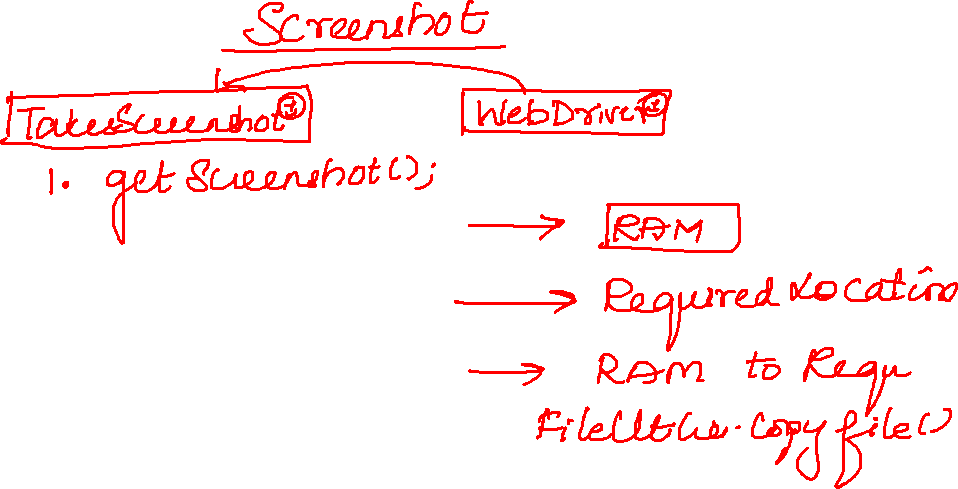 Screenshot
TakesScreenshot I WebDriver I
1. getScreenshot();
→ RAM
→ Required Location
→ RAM to Requ
FileUtils.copyfile()